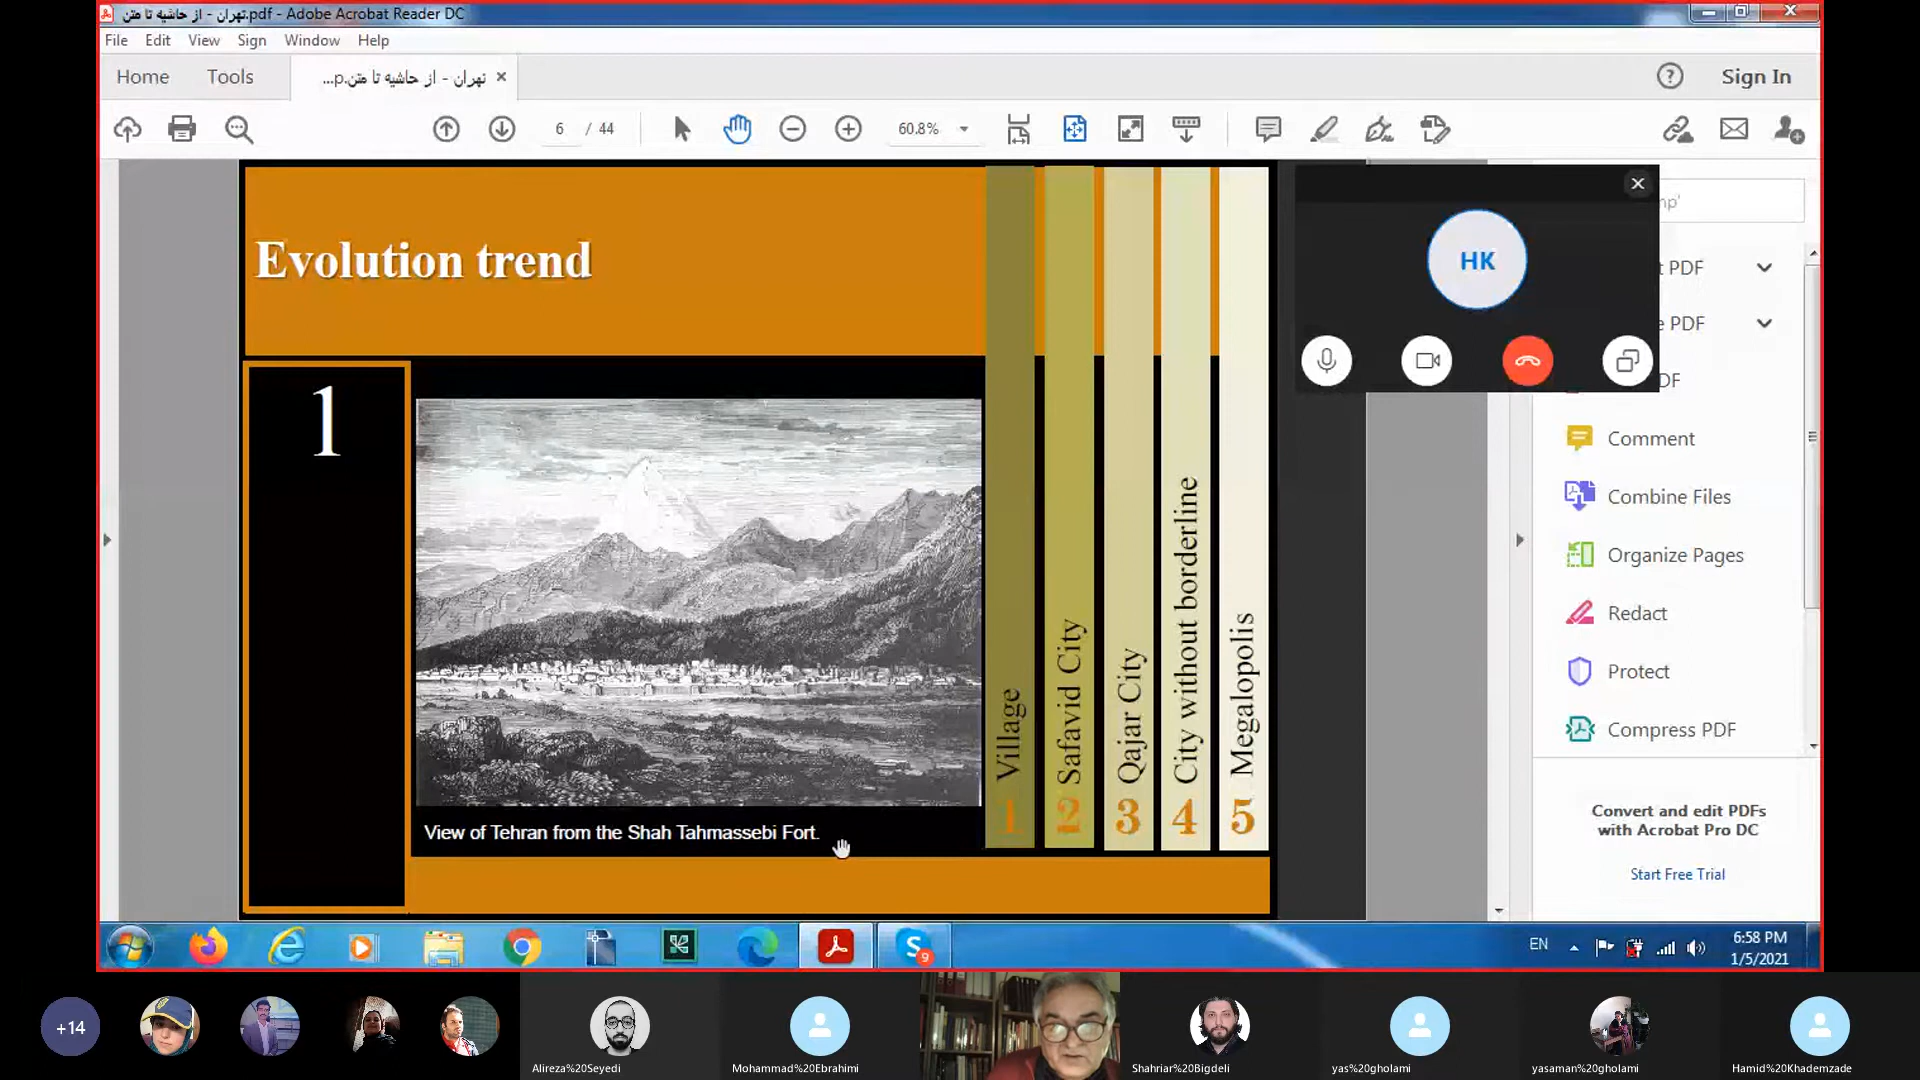 تهران - از حاشیه تا متن.pdf - Adobe Acrobat Reader DC
File Edit View Sign Window Help
Home Tools تهران - از حاشیه تا متن.p... Sign In
6 / 44 60.8%
Evolution trend
1
View of Tehran from the Shah Tahmassebi Fort.
1 Village
2 Safavid City
3 Qajar City
4 City without borderline
5 Megalopolis
HK
PDF
PDF
Comment
Combine Files
Organize Pages
Redact
Protect
Compress PDF
Convert and edit PDFs
with Acrobat Pro DC
Start Free Trial
9
EN
6:58 PM
1/5/2021
+14
Alireza%20Seyedi
Mohammad%20Ebrahimi
Shahriar%20Bigdeli
yas%20gholami
yasaman%20gholami
Hamid%20Khademzade